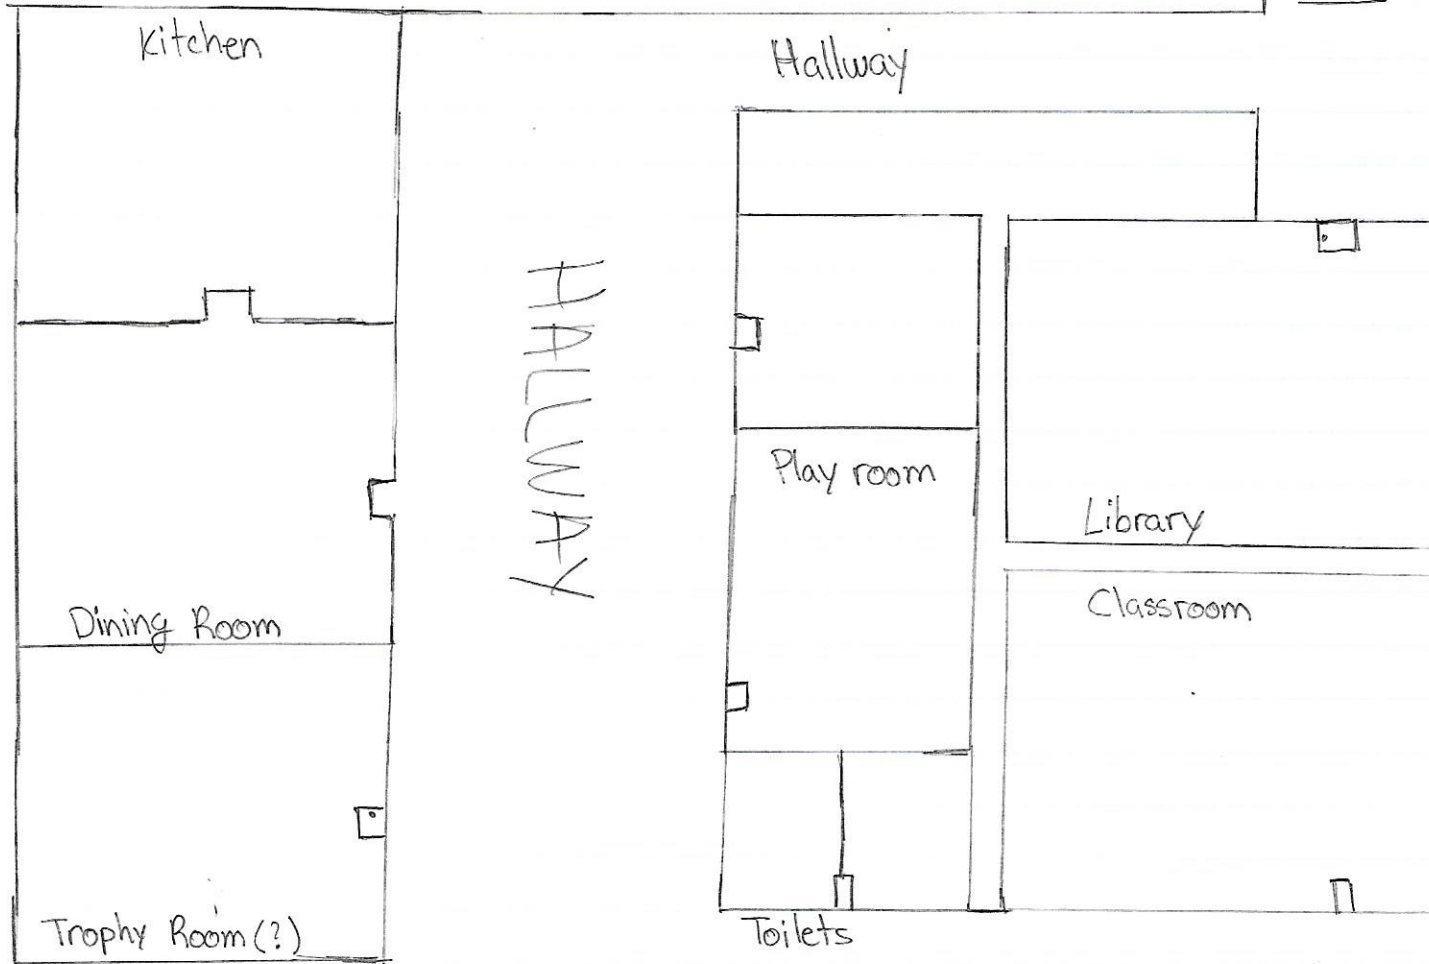 Kitchen
Hallway
HALLWAY
Play room
Library
Classroom
Dining Room
Trophy Room(?)
Toilets